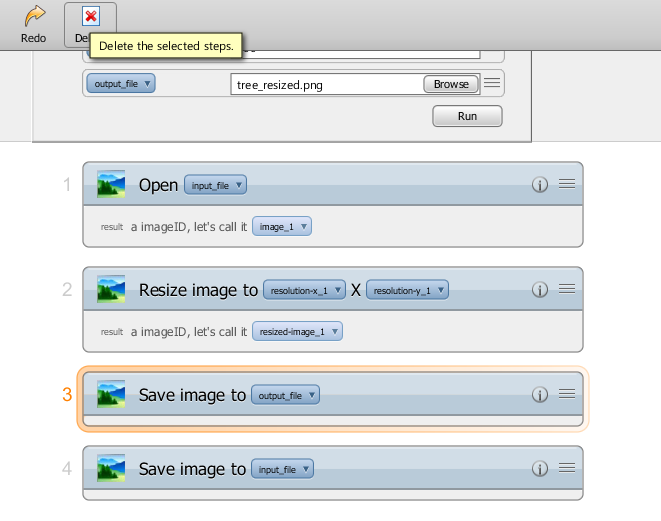 Redo
Delete the selected steps.
output_file
tree_resized.png
Browse
Run
1
Open input_file
result a imageID, let's call it image_1
2
Resize image to resolution-x_1 X resolution-y_1
result a imageID, let's call it resized-image_1
3
Save image to output_file
4
Save image to input_file